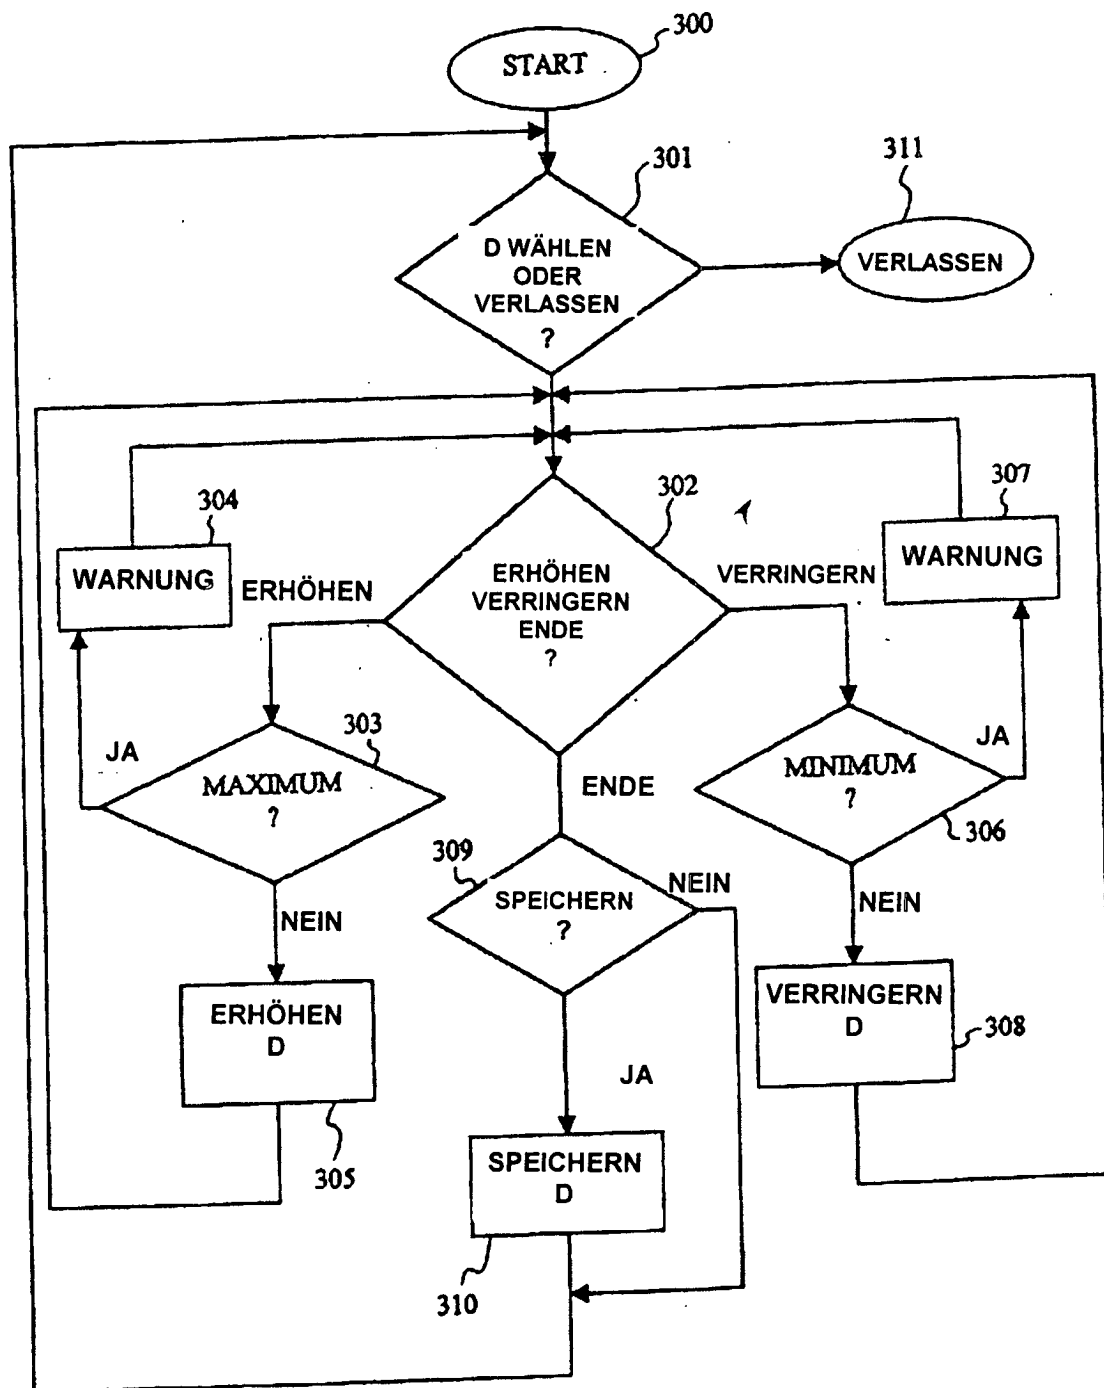 300
START
301
311
D WÄHLEN
ODER
VERLASSEN
?
VERLASSEN
302
304
307
WARNUNG
WARNUNG
ERHÖHEN
ERHÖHEN
VERRINGERN
ENDE
?
VERRINGERN
303
JA
MAXIMUM
?
ENDE
MINIMUM
?
JA
306
309
NEIN
SPEICHERN
?
NEIN
NEIN
ERHÖHEN
D
VERRINGERN
D
308
JA
305
SPEICHERN
D
310